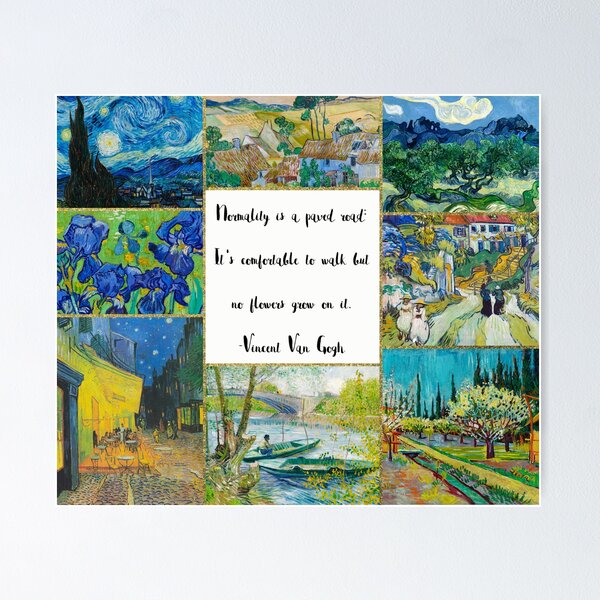 Normality is a paved road:
It's comfortable to walk but
no flowers grow on it.
-Vincent Van Gogh